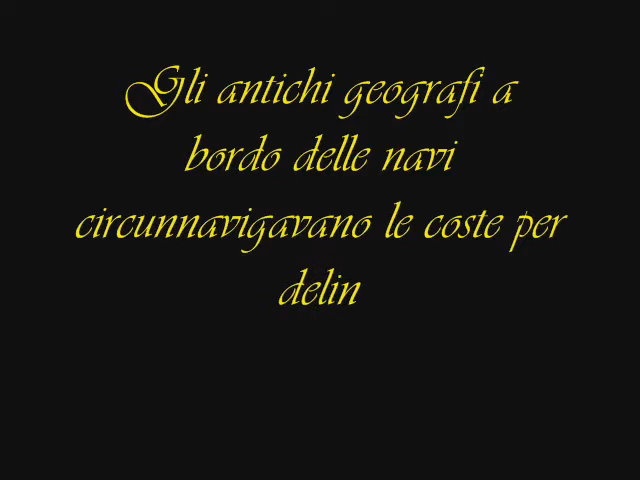 Gli antichi geografi a
bordo delle navi
circunnavigavano le coste per
delin